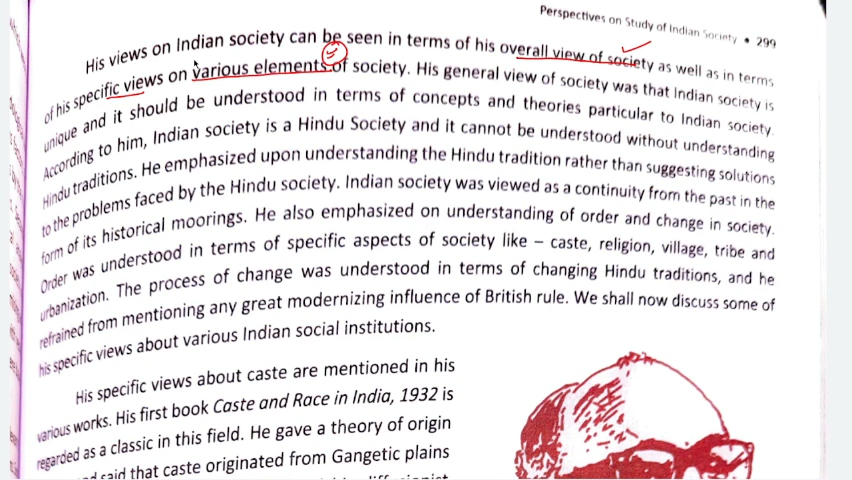 Perspectives on Study of Indian Society • 299
His views on Indian society can be seen in terms of his overall view of society as well as in terms
of his specific views on various elements of society. His general view of society was that Indian society is
unique and it should be understood in terms of concepts and theories particular to Indian society.
According to him, Indian society is a Hindu Society and it cannot be understood without understanding
Hindu traditions. He emphasized upon understanding the Hindu tradition rather than suggesting solutions
to the problems faced by the Hindu society. Indian society was viewed as a continuity from the past in the
form of its historical moorings. He also emphasized on understanding of order and change in society.
Order was understood in terms of specific aspects of society like – caste, religion, village, tribe and
urbanization. The process of change was understood in terms of changing Hindu traditions, and he
refrained from mentioning any great modernizing influence of British rule. We shall now discuss some of
his specific views about various Indian social institutions.
His specific views about caste are mentioned in his
various works. His first book Caste and Race in India, 1932 is
regarded as a classic in this field. He gave a theory of origin
said that caste originated from Gangetic plains